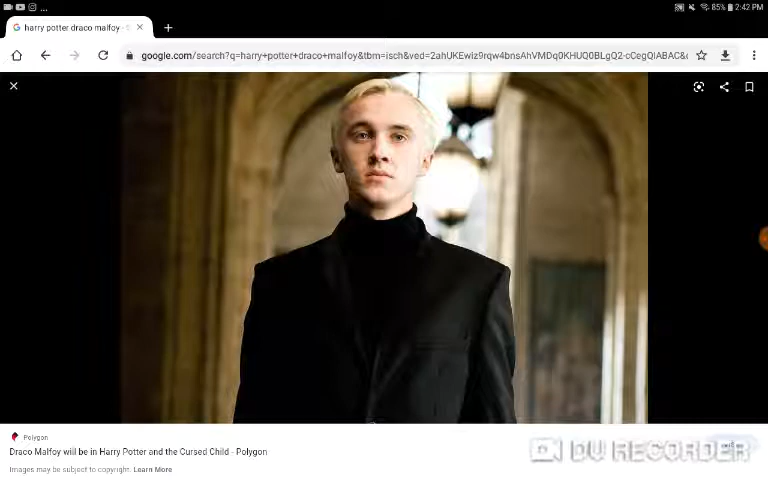 85% 2:42 PM
harry potter draco malfoy -
google.com/search?q=harry+potter+draco+malfoy&tbm=isch&ved=2ahUKEwiz9rqw4bnsAhVMDq0KHUQ0BLgQ2-cCegQIABAC&
Polygon
Draco Malfoy will be in Harry Potter and the Cursed Child - Polygon
Images may be subject to copyright. Learn More
DU RECORDER